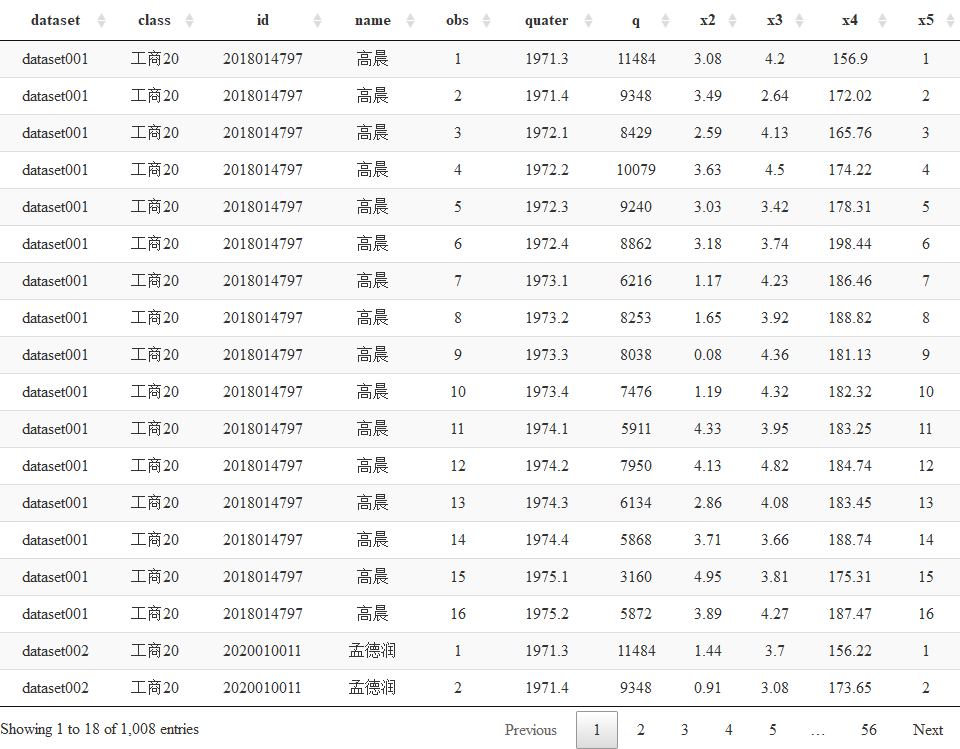 dataset class id name obs quater q x2 x3 x4 x5
dataset001 工商20 2018014797 高晨 1 1971.3 11484 3.08 4.2 156.9 1
dataset001 工商20 2018014797 高晨 2 1971.4 9348 3.49 2.64 172.02 2
dataset001 工商20 2018014797 高晨 3 1972.1 8429 2.59 4.13 165.76 3
dataset001 工商20 2018014797 高晨 4 1972.2 10079 3.63 4.5 174.22 4
dataset001 工商20 2018014797 高晨 5 1972.3 9240 3.03 3.42 178.31 5
dataset001 工商20 2018014797 高晨 6 1972.4 8862 3.18 3.74 198.44 6
dataset001 工商20 2018014797 高晨 7 1973.1 6216 1.17 4.23 186.46 7
dataset001 工商20 2018014797 高晨 8 1973.2 8253 1.65 3.92 188.82 8
dataset001 工商20 2018014797 高晨 9 1973.3 8038 0.08 4.36 181.13 9
dataset001 工商20 2018014797 高晨 10 1973.4 7476 1.19 4.32 182.32 10
dataset001 工商20 2018014797 高晨 11 1974.1 5911 4.33 3.95 183.25 11
dataset001 工商20 2018014797 高晨 12 1974.2 7950 4.13 4.82 184.74 12
dataset001 工商20 2018014797 高晨 13 1974.3 6134 2.86 4.08 183.45 13
dataset001 工商20 2018014797 高晨 14 1974.4 5868 3.71 3.66 188.74 14
dataset001 工商20 2018014797 高晨 15 1975.1 3160 4.95 3.81 175.31 15
dataset001 工商20 2018014797 高晨 16 1975.2 5872 3.89 4.27 187.47 16
dataset002 工商20 2020010011 孟德润 1 1971.3 11484 1.44 3.7 156.22 1
dataset002 工商20 2020010011 孟德润 2 1971.4 9348 0.91 3.08 173.65 2
Showing 1 to 18 of 1,008 entries Previous 1 2 3 4 5 … 56 Next